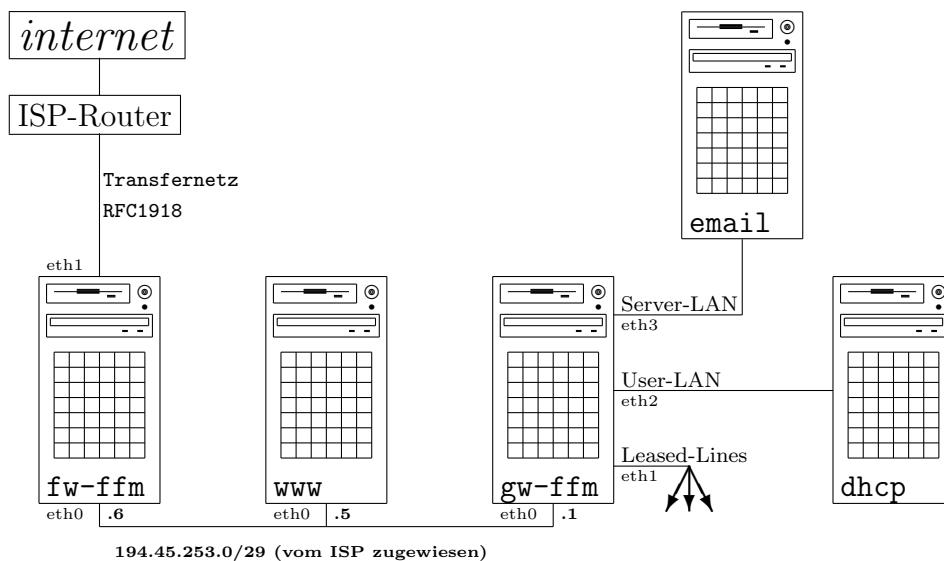 internet
ISP-Router
Transfernetz
RFC1918
email
eth1
Server-LAN
eth3
User-LAN
eth2
Leased-Lines
eth1
fw-ffm
www
gw-ffm
dhcp
eth0 .6
eth0 .5
eth0 .1
194.45.253.0/29 (vom ISP zugewiesen)